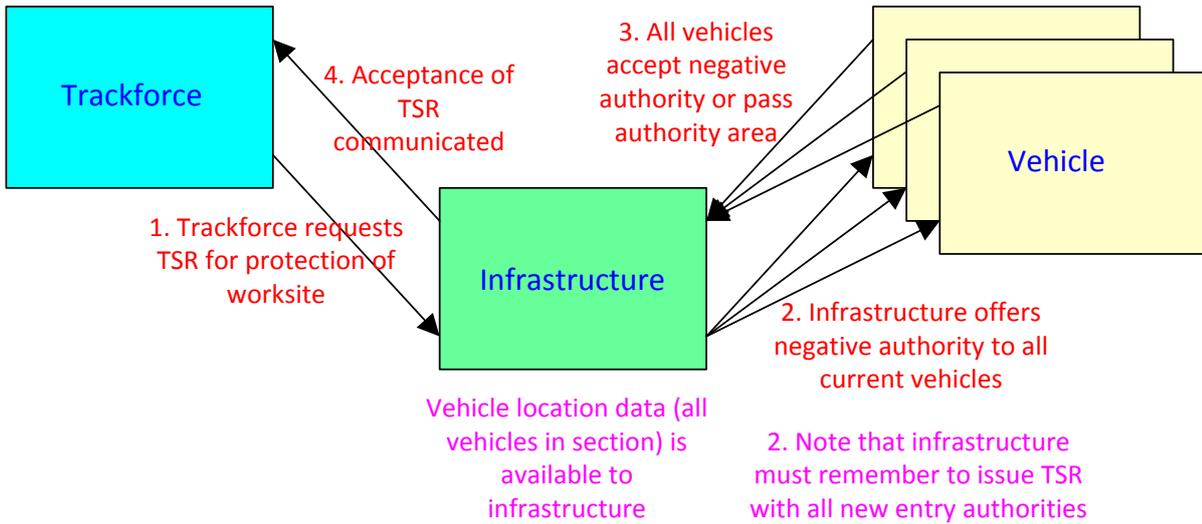 Trackforce
4. Acceptance of
TSR
communicated
3. All vehicles
accept negative
authority or pass
authority area
Vehicle
1. Trackforce requests
TSR for protection of
worksite
Infrastructure
2. Infrastructure offers
negative authority to all
current vehicles
Vehicle location data (all
vehicles in section) is
available to
infrastructure
2. Note that infrastructure
must remember to issue TSR
with all new entry authorities